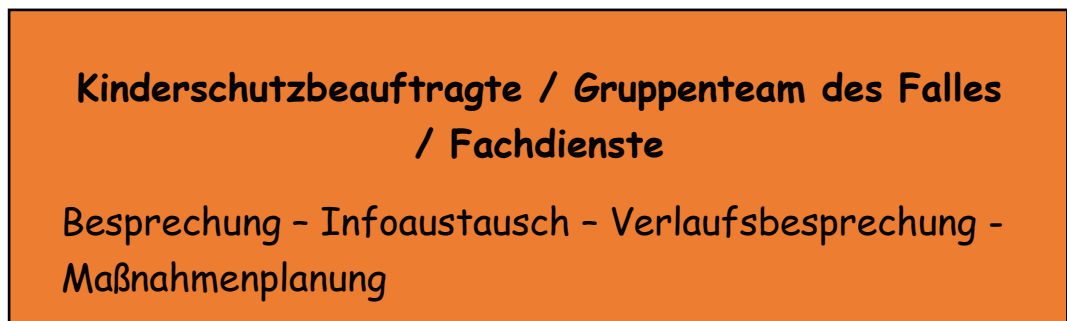 Kinderschutzbeauftragte / Gruppenteam des Falles
/ Fachdienste
Besprechung – Infoaustausch – Verlaufsbesprechung -
Maßnahmenplanung